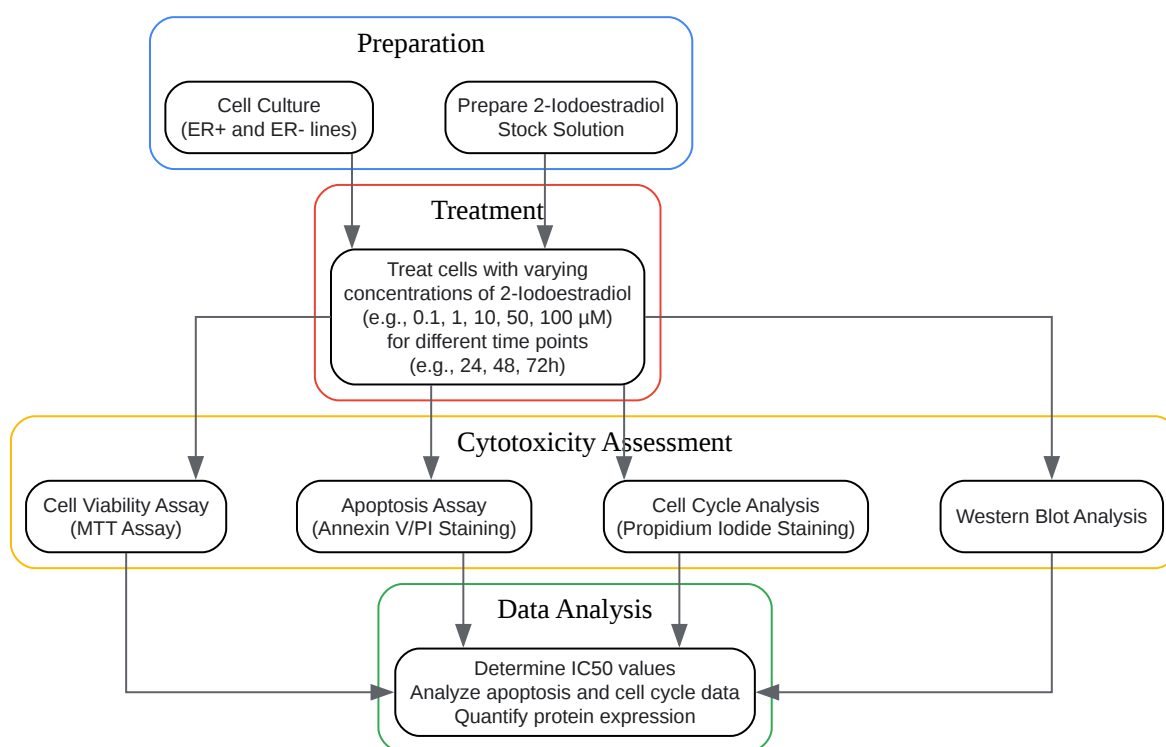 Preparation
Cell Culture
(ER+ and ER- lines)
Prepare 2-Iodoestradiol
Stock Solution
Treatment
Treat cells with varying
concentrations of 2-Iodoestradiol
(e.g., 0.1, 1, 10, 50, 100 µM)
for different time points
(e.g., 24, 48, 72h)
Cytotoxicity Assessment
Cell Viability Assay
(MTT Assay)
Apoptosis Assay
(Annexin V/PI Staining)
Cell Cycle Analysis
(Propidium Iodide Staining)
Western Blot Analysis
Data Analysis
Determine IC50 values
Analyze apoptosis and cell cycle data
Quantify protein expression